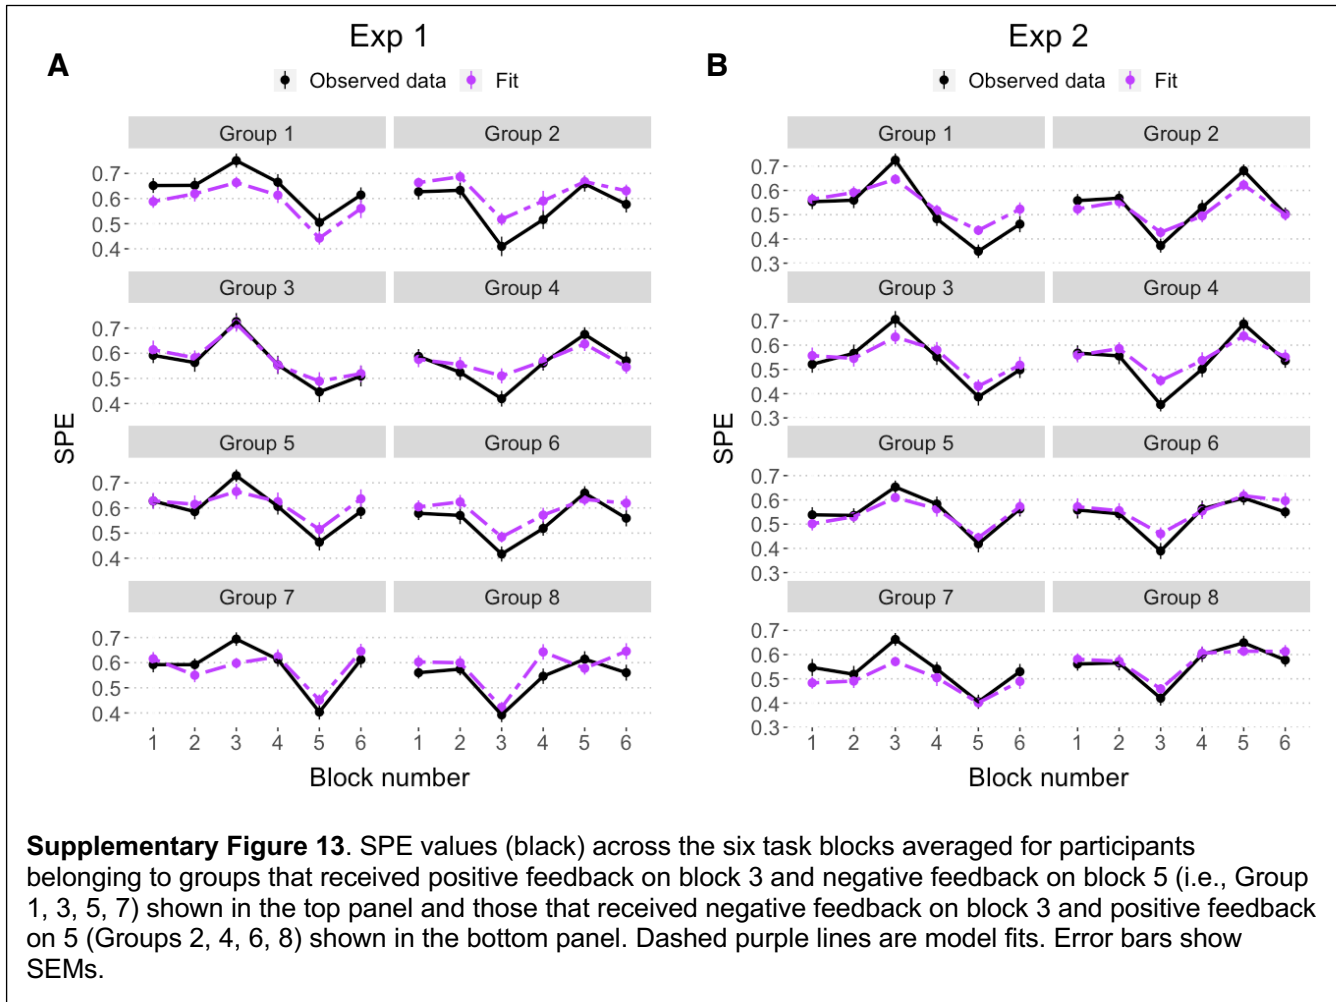 Exp 1
A
Observed data Fit
Group 1 Group 2
0.7
0.6
0.5
0.4
Group 3 Group 4
0.7
0.6
0.5
0.4
Group 5 Group 6
0.7
0.6
0.5
0.4
Group 7 Group 8
0.7
0.6
0.5
0.4
1 2 3 4 5 6 1 2 3 4 5 6
SPE
Block number
Exp 2
B
Observed data Fit
Group 1 Group 2
0.7
0.6
0.5
0.4
0.3
Group 3 Group 4
0.7
0.6
0.5
0.4
0.3
Group 5 Group 6
0.7
0.6
0.5
0.4
0.3
Group 7 Group 8
0.7
0.6
0.5
0.4
0.3
1 2 3 4 5 6 1 2 3 4 5 6
SPE
Block number
Supplementary Figure 13. SPE values (black) across the six task blocks averaged for participants
belonging to groups that received positive feedback on block 3 and negative feedback on block 5 (i.e., Group
1, 3, 5, 7) shown in the top panel and those that received negative feedback on block 3 and positive feedback
on 5 (Groups 2, 4, 6, 8) shown in the bottom panel. Dashed purple lines are model fits. Error bars show
SEMs.